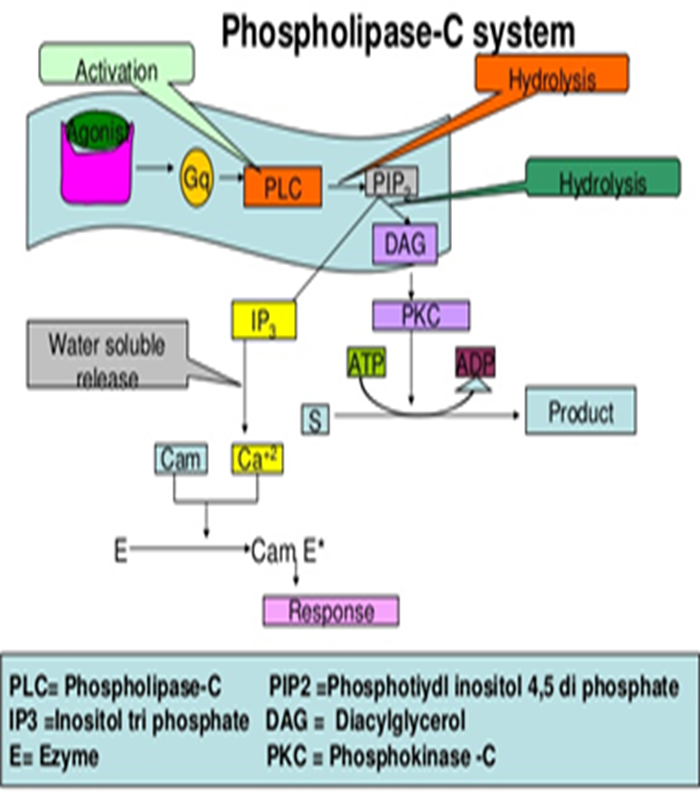 Phospholipase-C system
Activation
Hydrolysis
Agonist
Gq
PLC
PIP2
Hydrolysis
DAG
IP3
PKC
Water soluble
release
ATP
ADP
S
Product
Cam
Ca+2
E
Cam E*
Response
PLC= Phospholipase-C
PIP2 =Phosphotiydl inositol 4,5 di phosphate
IP3 =Inositol tri phosphate
DAG = Diacylglycerol
E= Ezyme
PKC = Phosphokinase -C